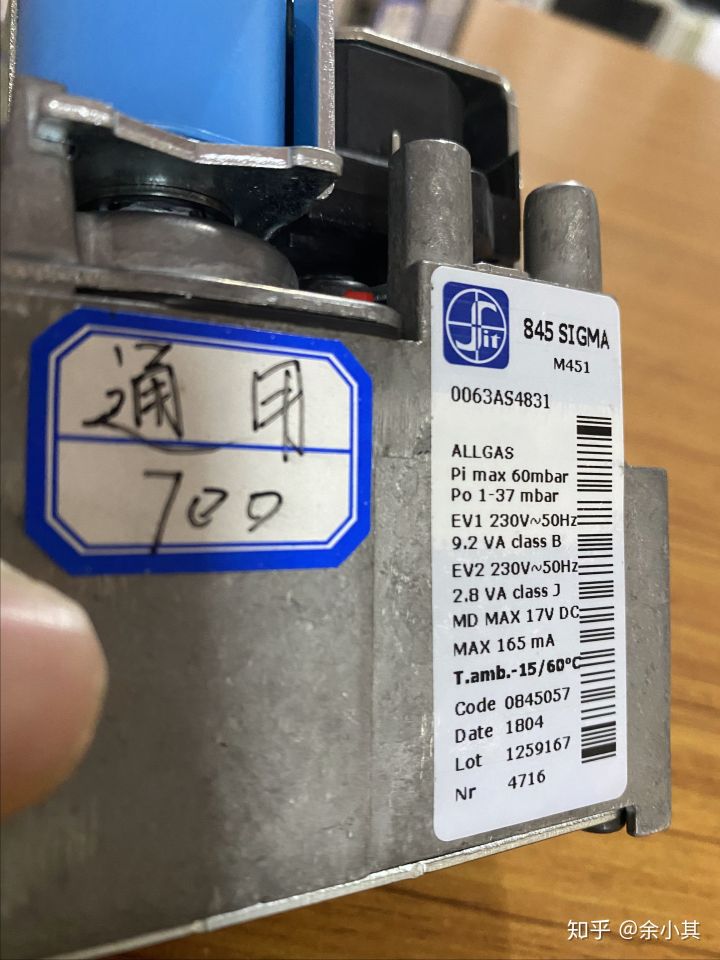 通用
700
Sit
845 SIGMA
M451
0063AS4831
ALLGAS
Pi max 60mbar
Po 1-37 mbar
EV1 230V~50Hz
9.2 VA class B
EV2 230V~50Hz
2.8 VA class J
MD MAX 17V DC
MAX 165 mA
T.amb.-15/60°C
Code 0845057
Date 1804
Lot 1259167
Nr 4716
知乎 @余小其